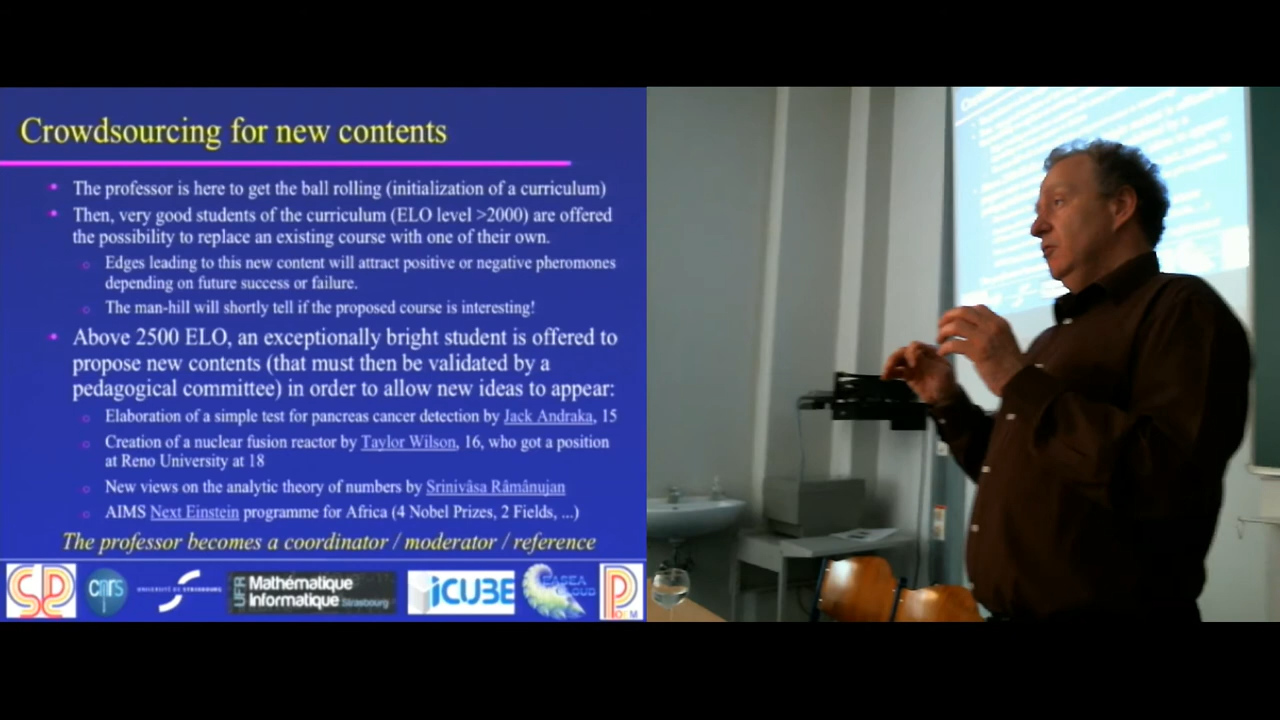 Crowdsourcing for new contents
The professor is here to get the ball rolling (initialization of a curriculum)
Then, very good students of the curriculum (ELO level >2000) are offered
the possibility to replace an existing course with one of their own.
Edges leading to this new content will attract positive or negative pheromones
depending on future success or failure.
The man-hill will shortly tell if the proposed course is interesting!
Above 2500 ELO, an exceptionally bright student is offered to
propose new contents (that must then be validated by a
pedagogical committee) in order to allow new ideas to appear:
Elaboration of a simple test for pancreas cancer detection by Jack Andraka, 15
Creation of a nuclear fusion reactor by Taylor Wilson, 16, who got a position
at Reno University at 18
New views on the analytic theory of numbers by Srinivâsa Râmânujan
AIMS Next Einstein programme for Africa (4 Nobel Prizes, 2 Fields, ...)
The professor becomes a coordinator / moderator / reference
cnrs
UNIVERSITÉ DE STRASBOURG
UFR Mathématique
Informatique Strasbourg
iCUBE
EASEA
CLOUD